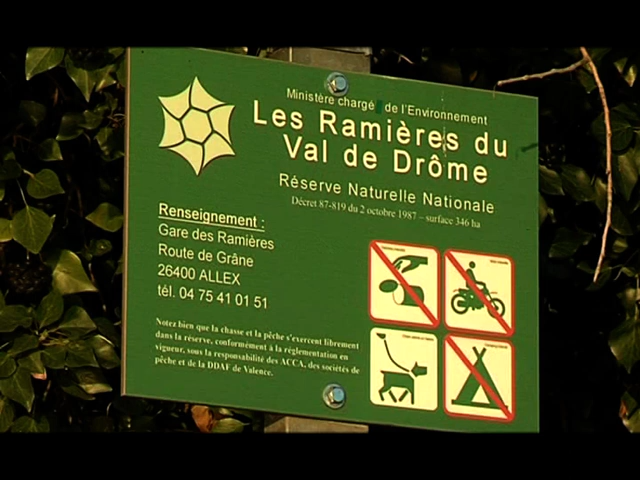 Ministère chargé de l'Environnement
Les Ramières du
Val de Drôme
Réserve Naturelle Nationale
Décret 87-819 du 2 octobre 1987 – surface 346 ha
Renseignement :
Gare des Ramières
Route de Grâne
26400 ALLEX
tél. 04 75 41 01 51
Notez bien que la chasse et la pêche s'exercent librement
dans la réserve, conformément à la réglementation en
vigueur, sous la responsabilité des ACCA, des sociétés de
pêche et de la DDAF de Valence.